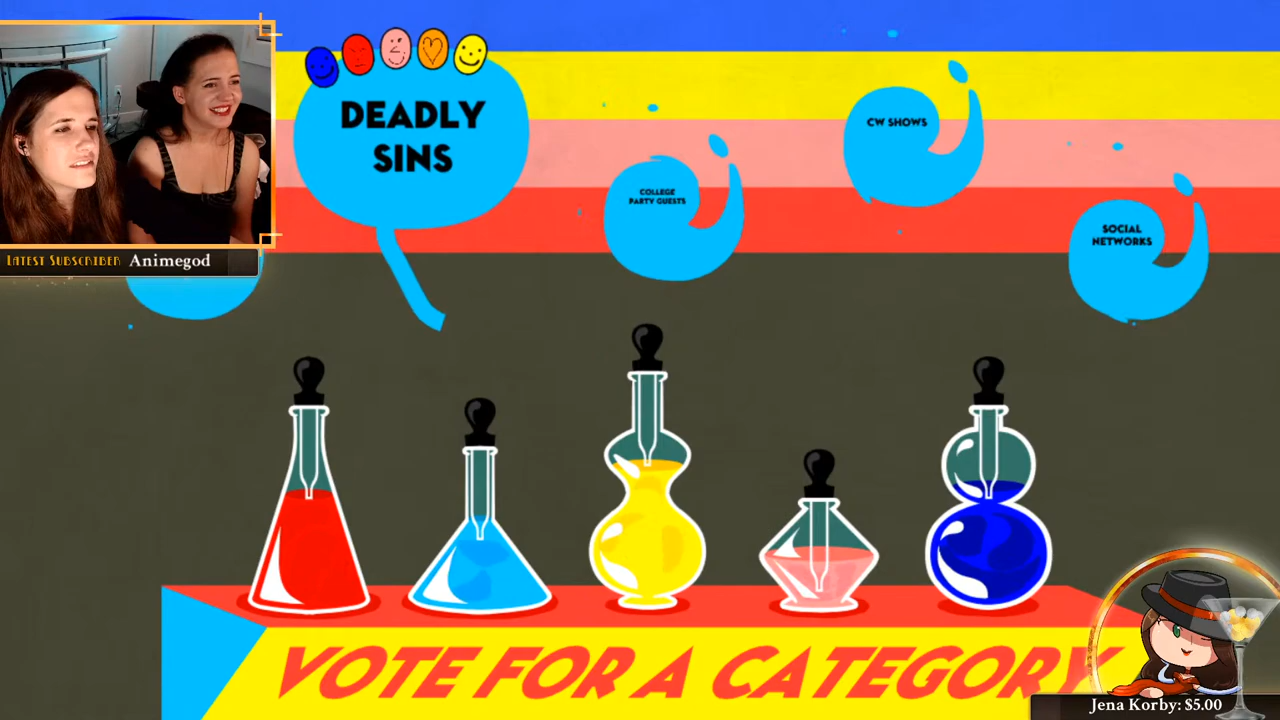 DEADLY
SINS
COLLEGE
PARTY GUESTS
CW SHOWS
SOCIAL
NETWORKS
LATEST SUBSCRIBER Animegod
VOTE FOR A CATEGORY
Jena Korby: $5.00